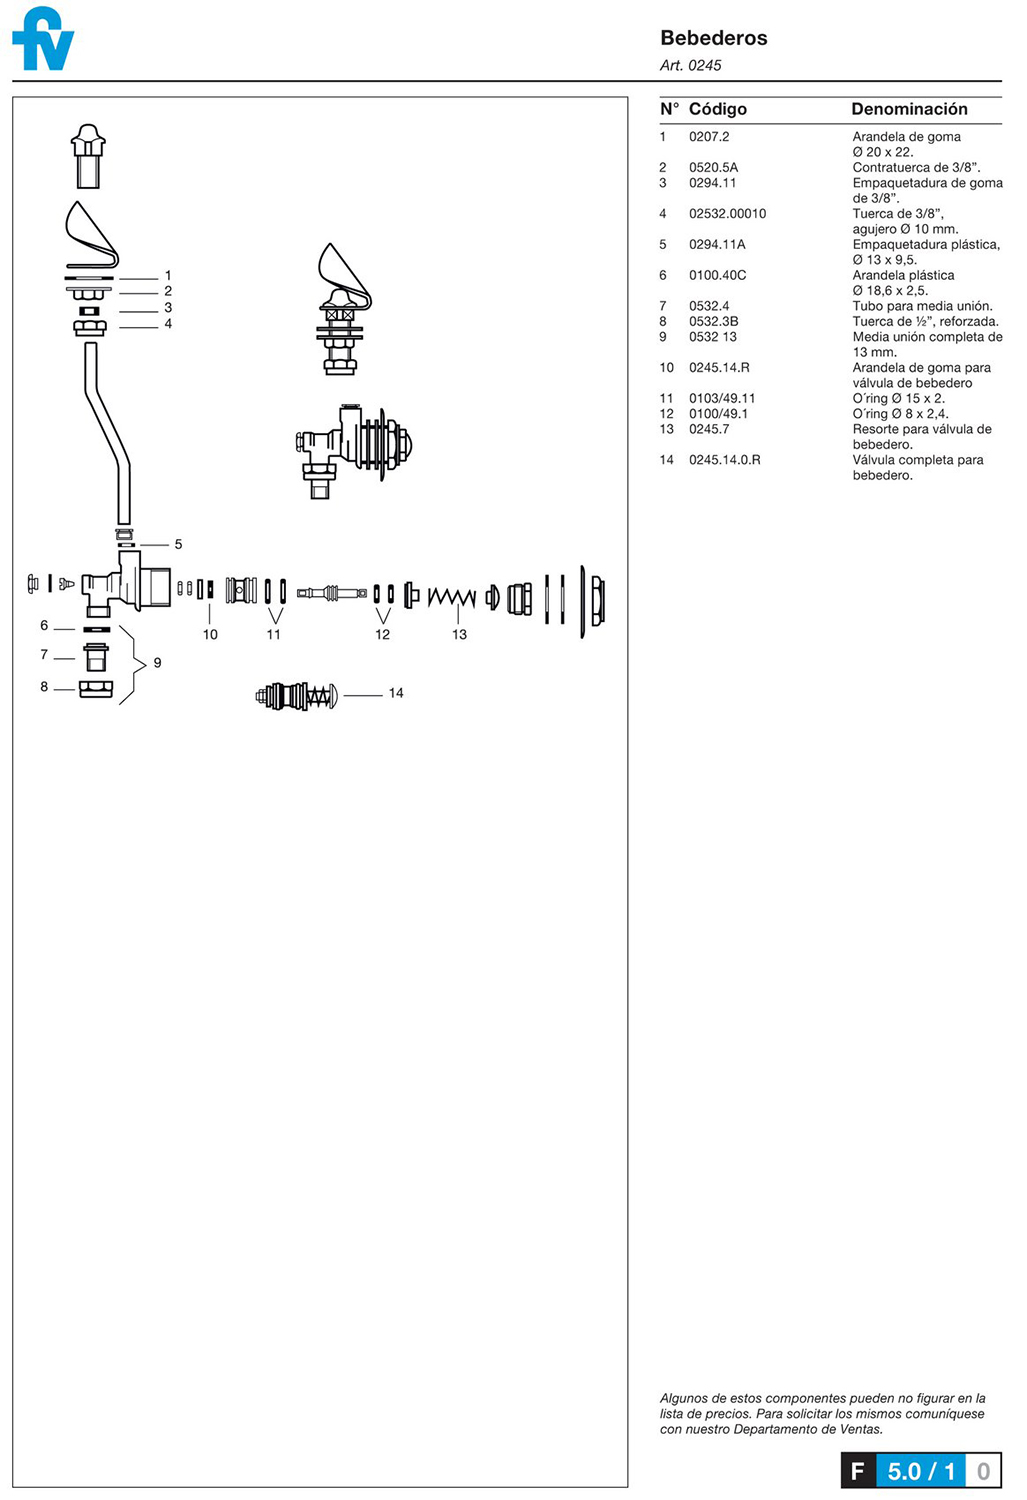 fv
Bebederos
Art. 0245
N° Código Denominación
1 0207.2 Arandela de goma
Ø 20 x 22.
2 0520.5A Contratuerca de 3/8”.
3 0294.11 Empaquetadura de goma
de 3/8”.
4 02532.00010 Tuerca de 3/8”,
agujero Ø 10 mm.
5 0294.11A Empaquetadura plástica,
Ø 13 x 9,5.
6 0100.40C Arandela plástica
Ø 18,6 x 2,5.
7 0532.4 Tubo para media unión.
8 0532.3B Tuerca de ½”, reforzada.
9 0532 13 Media unión completa de
13 mm.
10 0245.14.R Arandela de goma para
válvula de bebedero
11 0103/49.11 O´ring Ø 15 x 2.
12 0100/49.1 O´ring Ø 8 x 2,4.
13 0245.7 Resorte para válvula de
bebedero.
14 0245.14.0.R Válvula completa para
bebedero.
1
2
3
4
5
10
11
12
13
6
7
8
9
14
Algunos de estos componentes pueden no figurar en la
lista de precios. Para solicitar los mismos comuníquese
con nuestro Departamento de Ventas.
F 5.0 / 1 0